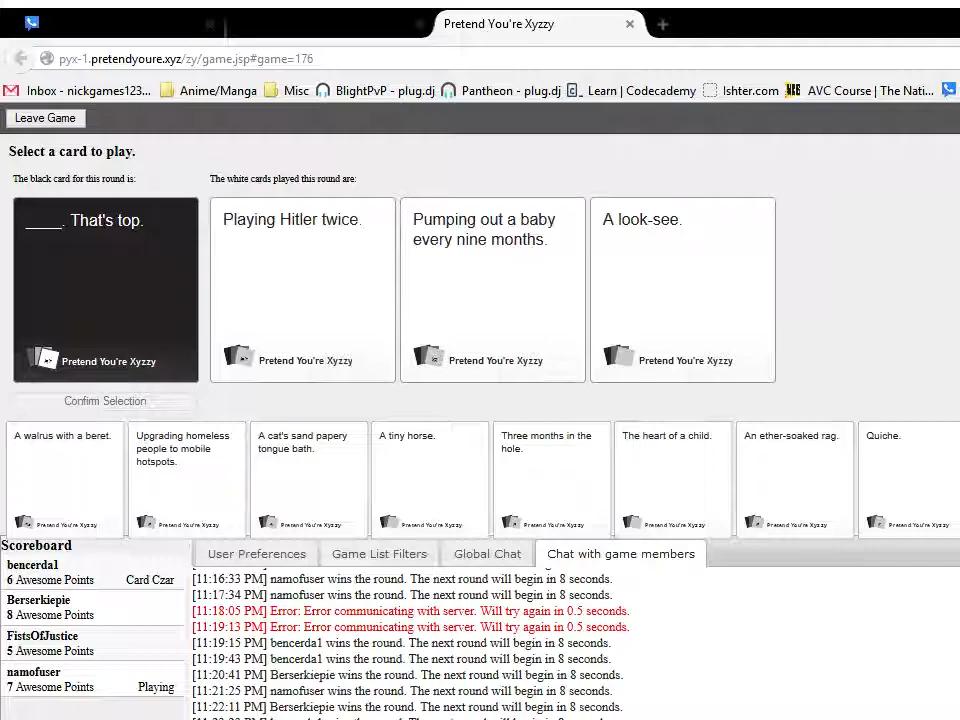 Pretend You're Xyzzy
pyx-1.pretendyoure.xyz/zy/game.jsp#game=176
Inbox - nickgames123... Anime/Manga Misc BlightPvP - plug.dj Pantheon - plug.dj Learn | Codecademy Ishter.com AVC Course | The Nati...
Leave Game
Select a card to play.
The black card for this round is: The white cards played this round are:
____. That's top.
Pretend You're Xyzzy
Playing Hitler twice.
Pretend You're Xyzzy
Pumping out a baby
every nine months.
Pretend You're Xyzzy
A look-see.
Pretend You're Xyzzy
Confirm Selection
A walrus with a beret.
Pretend You're Xyzzy
Upgrading homeless
people to mobile
hotspots.
Pretend You're Xyzzy
A cat's sand papery
tongue bath.
Pretend You're Xyzzy
A tiny horse.
Pretend You're Xyzzy
Three months in the
hole.
Pretend You're Xyzzy
The heart of a child.
Pretend You're Xyzzy
An ether-soaked rag.
Pretend You're Xyzzy
Quiche.
Pretend You're Xyzzy
Scoreboard
bencerda1
6 Awesome Points Card Czar
Berserkiepie
8 Awesome Points
FistsOfJustice
5 Awesome Points
namofuser
7 Awesome Points Playing
User Preferences Game List Filters Global Chat Chat with game members
[11:16:33 PM] namofuser wins the round. The next round will begin in 8 seconds.
[11:17:34 PM] namofuser wins the round. The next round will begin in 8 seconds.
[11:18:05 PM] Error: Error communicating with server. Will try again in 0.5 seconds.
[11:19:13 PM] Error: Error communicating with server. Will try again in 0.5 seconds.
[11:19:15 PM] bencerda1 wins the round. The next round will begin in 8 seconds.
[11:19:43 PM] bencerda1 wins the round. The next round will begin in 8 seconds.
[11:20:41 PM] Berserkiepie wins the round. The next round will begin in 8 seconds.
[11:21:25 PM] namofuser wins the round. The next round will begin in 8 seconds.
[11:22:11 PM] Berserkiepie wins the round. The next round will begin in 8 seconds.